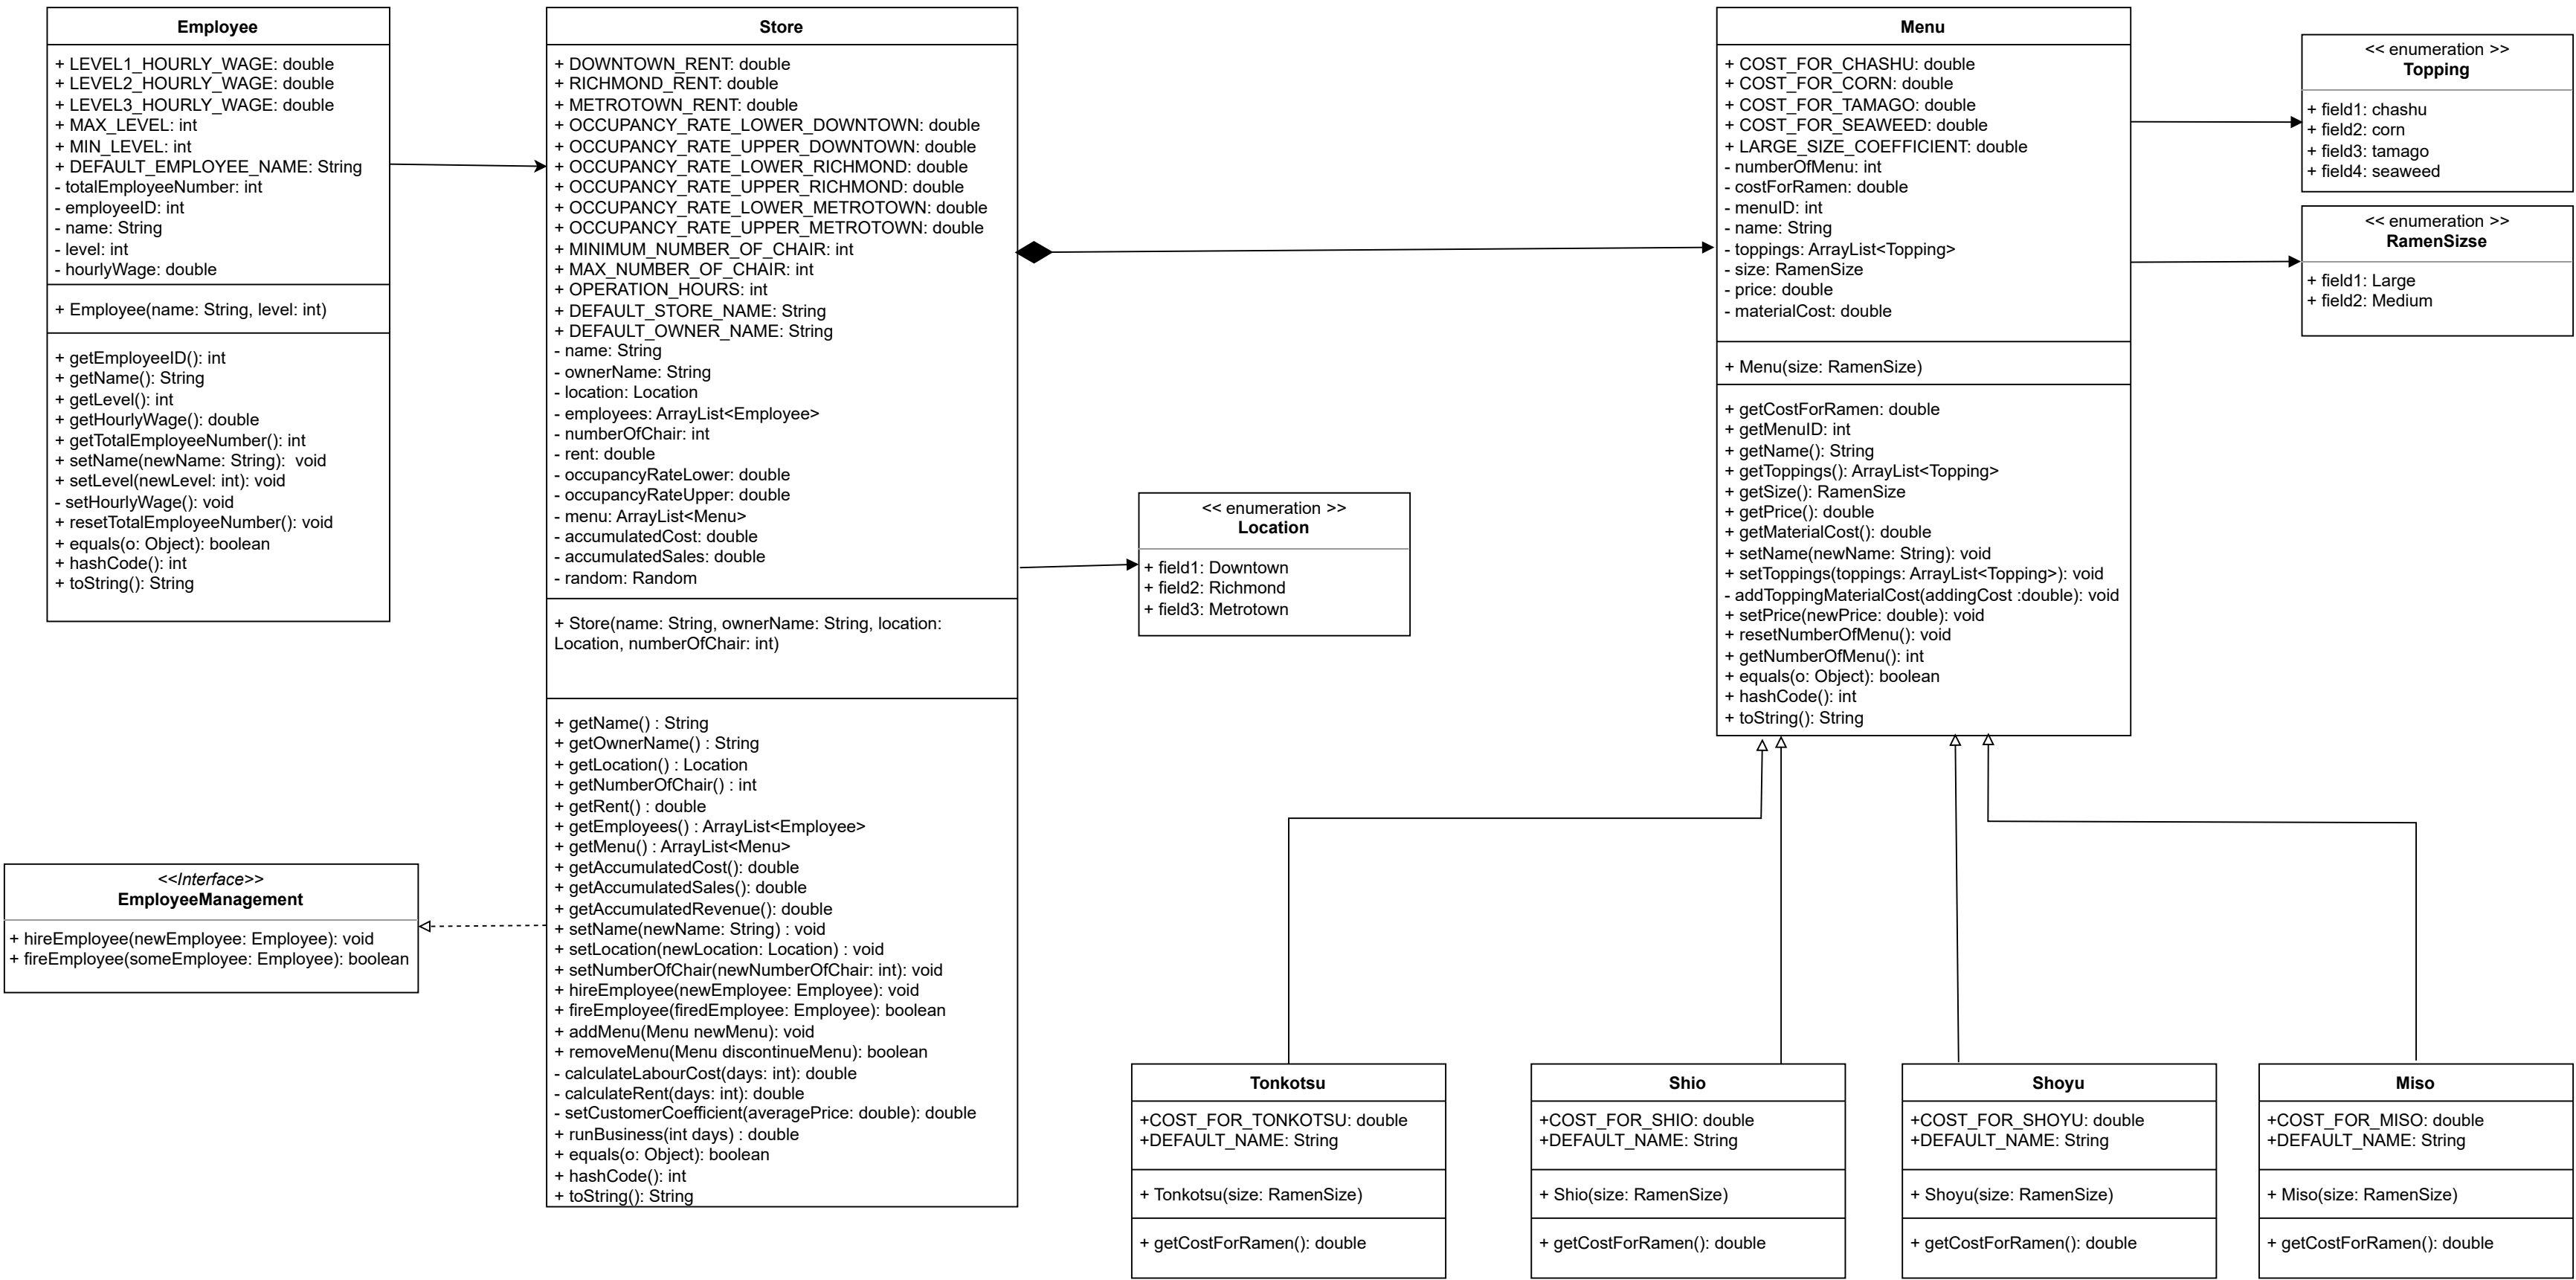 Employee
+ LEVEL1_HOURLY_WAGE: double
+ LEVEL2_HOURLY_WAGE: double
+ LEVEL3_HOURLY_WAGE: double
+ MAX_LEVEL: int
+ MIN_LEVEL: int
+ DEFAULT_EMPLOYEE_NAME: String
- totalEmployeeNumber: int
- employeeID: int
- name: String
- level: int
- hourlyWage: double
+ Employee(name: String, level: int)
+ getEmployeeID(): int
+ getName(): String
+ getLevel(): int
+ getHourlyWage(): double
+ getTotalEmployeeNumber(): int
+ setName(newName: String):  void
+ setLevel(newLevel: int): void
- setHourlyWage(): void
+ resetTotalEmployeeNumber(): void
+ equals(o: Object): boolean
+ hashCode(): int
+ toString(): String
<<Interface>>
EmployeeManagement
+ hireEmployee(newEmployee: Employee): void
+ fireEmployee(someEmployee: Employee): boolean
Store
+ DOWNTOWN_RENT: double
+ RICHMOND_RENT: double
+ METROTOWN_RENT: double
+ OCCUPANCY_RATE_LOWER_DOWNTOWN: double
+ OCCUPANCY_RATE_UPPER_DOWNTOWN: double
+ OCCUPANCY_RATE_LOWER_RICHMOND: double
+ OCCUPANCY_RATE_UPPER_RICHMOND: double
+ OCCUPANCY_RATE_LOWER_METROTOWN: double
+ OCCUPANCY_RATE_UPPER_METROTOWN: double
+ MINIMUM_NUMBER_OF_CHAIR: int
+ MAX_NUMBER_OF_CHAIR: int
+ OPERATION_HOURS: int
+ DEFAULT_STORE_NAME: String
+ DEFAULT_OWNER_NAME: String
- name: String
- ownerName: String
- location: Location
- employees: ArrayList<Employee>
- numberOfChair: int
- rent: double
- occupancyRateLower: double
- occupancyRateUpper: double
- menu: ArrayList<Menu>
- accumulatedCost: double
- accumulatedSales: double
- random: Random
+ Store(name: String, ownerName: String, location:
Location, numberOfChair: int)
+ getName() : String
+ getOwnerName() : String
+ getLocation() : Location
+ getNumberOfChair() : int
+ getRent() : double
+ getEmployees() : ArrayList<Employee>
+ getMenu() : ArrayList<Menu>
+ getAccumulatedCost(): double
+ getAccumulatedSales(): double
+ getAccumulatedRevenue(): double
+ setName(newName: String) : void
+ setLocation(newLocation: Location) : void
+ setNumberOfChair(newNumberOfChair: int): void
+ hireEmployee(newEmployee: Employee): void
+ fireEmployee(firedEmployee: Employee): boolean
+ addMenu(Menu newMenu): void
+ removeMenu(Menu discontinueMenu): boolean
- calculateLabourCost(days: int): double
- calculateRent(days: int): double
- setCustomerCoefficient(averagePrice: double): double
+ runBusiness(int days) : double
+ equals(o: Object): boolean
+ hashCode(): int
+ toString(): String
<< enumeration >>
Location
+ field1: Downtown
+ field2: Richmond
+ field3: Metrotown
Menu
+ COST_FOR_CHASHU: double
+ COST_FOR_CORN: double
+ COST_FOR_TAMAGO: double
+ COST_FOR_SEAWEED: double
+ LARGE_SIZE_COEFFICIENT: double
- numberOfMenu: int
- costForRamen: double
- menuID: int
- name: String
- toppings: ArrayList<Topping>
- size: RamenSize
- price: double
- materialCost: double
+ Menu(size: RamenSize)
+ getCostForRamen: double
+ getMenuID: int
+ getName(): String
+ getToppings(): ArrayList<Topping>
+ getSize(): RamenSize
+ getPrice(): double
+ getMaterialCost(): double
+ setName(newName: String): void
+ setToppings(toppings: ArrayList<Topping>): void
- addToppingMaterialCost(addingCost :double): void
+ setPrice(newPrice: double): void
+ resetNumberOfMenu(): void
+ getNumberOfMenu(): int
+ equals(o: Object): boolean
+ hashCode(): int
+ toString(): String
<< enumeration >>
Topping
+ field1: chashu
+ field2: corn
+ field3: tamago
+ field4: seaweed
<< enumeration >>
RamenSizse
+ field1: Large
+ field2: Medium
Tonkotsu
+COST_FOR_TONKOTSU: double
+DEFAULT_NAME: String
+ Tonkotsu(size: RamenSize)
+ getCostForRamen(): double
Shio
+COST_FOR_SHIO: double
+DEFAULT_NAME: String
+ Shio(size: RamenSize)
+ getCostForRamen(): double
Shoyu
+COST_FOR_SHOYU: double
+DEFAULT_NAME: String
+ Shoyu(size: RamenSize)
+ getCostForRamen(): double
Miso
+COST_FOR_MISO: double
+DEFAULT_NAME: String
+ Miso(size: RamenSize)
+ getCostForRamen(): double